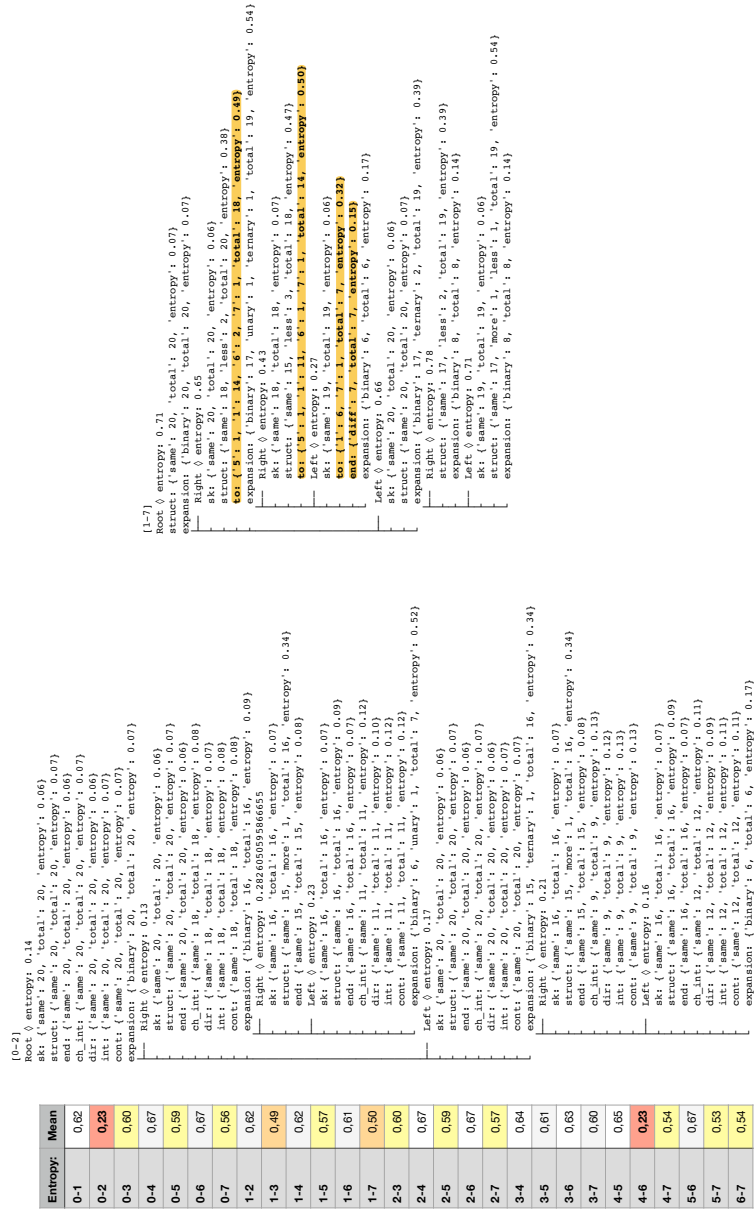 Entropy: Mean
0-1 0,62
0-2 0,23
0-3 0,60
0-4 0,67
0-5 0,59
0-6 0,67
0-7 0,56
1-2 0,62
1-3 0,49
1-4 0,62
1-5 0,57
1-6 0,61
1-7 0,50
2-3 0,60
2-4 0,67
2-5 0,59
2-6 0,67
2-7 0,57
3-4 0,64
3-5 0,61
3-6 0,63
3-7 0,60
4-5 0,65
4-6 0,23
4-7 0,54
5-6 0,67
5-7 0,53
6-7 0,54
[0-2]
Root ◊ entropy: 0.14
sk: {'same': 20, 'total': 20, 'entropy': 0.06}
struct: {'same': 20, 'total': 20, 'entropy': 0.07}
end: {'same': 20, 'total': 20, 'entropy': 0.06}
ch_int: {'same': 20, 'total': 20, 'entropy': 0.07}
dir: {'same': 20, 'total': 20, 'entropy': 0.06}
int: {'same': 20, 'total': 20, 'entropy': 0.07}
cont: {'same': 20, 'total': 20, 'entropy': 0.07}
expansion: {'binary': 20, 'total': 20, 'entropy': 0.07}
Right ◊ entropy: 0.13
sk: {'same': 20, 'total': 20, 'entropy': 0.06}
struct: {'same': 20, 'total': 20, 'entropy': 0.07}
end: {'same': 20, 'total': 20, 'entropy': 0.06}
ch_int: {'same': 18, 'total': 18, 'entropy': 0.08}
dir: {'same': 18, 'total': 18, 'entropy': 0.07}
int: {'same': 18, 'total': 18, 'entropy': 0.08}
cont: {'same': 18, 'total': 18, 'entropy': 0.08}
expansion: {'binary': 16, 'total': 16, 'entropy': 0.09}
Right ◊ entropy: 0.2826050595866655
sk: {'same': 16, 'total': 16, 'entropy': 0.07}
struct: {'same': 15, 'more': 1, 'total': 16, 'entropy': 0.34}
end: {'same': 15, 'total': 15, 'entropy': 0.08}
Left ◊ entropy: 0.23
sk: {'same': 16, 'total': 16, 'entropy': 0.07}
struct: {'same': 16, 'total': 16, 'entropy': 0.09}
end: {'same': 16, 'total': 16, 'entropy': 0.07}
ch_int: {'same': 11, 'total': 11, 'entropy': 0.12}
dir: {'same': 11, 'total': 11, 'entropy': 0.10}
int: {'same': 11, 'total': 11, 'entropy': 0.12}
cont: {'same': 11, 'total': 11, 'entropy': 0.12}
expansion: {'binary': 6, 'unary': 1, 'total': 7, 'entropy': 0.52}
Left ◊ entropy: 0.17
sk: {'same': 20, 'total': 20, 'entropy': 0.06}
struct: {'same': 20, 'total': 20, 'entropy': 0.07}
end: {'same': 20, 'total': 20, 'entropy': 0.06}
ch_int: {'same': 20, 'total': 20, 'entropy': 0.07}
dir: {'same': 20, 'total': 20, 'entropy': 0.06}
int: {'same': 20, 'total': 20, 'entropy': 0.07}
cont: {'same': 20, 'total': 20, 'entropy': 0.07}
expansion: {'binary': 15, 'ternary': 1, 'total': 16, 'entropy': 0.34}
Right ◊ entropy: 0.21
sk: {'same': 16, 'total': 16, 'entropy': 0.07}
struct: {'same': 15, 'more': 1, 'total': 16, 'entropy': 0.34}
end: {'same': 15, 'total': 15, 'entropy': 0.08}
ch_int: {'same': 9, 'total': 9, 'entropy': 0.13}
dir: {'same': 9, 'total': 9, 'entropy': 0.12}
int: {'same': 9, 'total': 9, 'entropy': 0.13}
cont: {'same': 9, 'total': 9, 'entropy': 0.13}
Left ◊ entropy: 0.16
sk: {'same': 16, 'total': 16, 'entropy': 0.07}
struct: {'same': 16, 'total': 16, 'entropy': 0.09}
end: {'same': 16, 'total': 16, 'entropy': 0.07}
ch_int: {'same': 12, 'total': 12, 'entropy': 0.11}
dir: {'same': 12, 'total': 12, 'entropy': 0.09}
int: {'same': 12, 'total': 12, 'entropy': 0.11}
cont: {'same': 12, 'total': 12, 'entropy': 0.11}
expansion: {'binary': 6, 'total': 6, 'entropy': 0.17}
[1-7]
Root ◊ entropy: 0.71
struct: {'same': 20, 'total': 20, 'entropy': 0.07}
expansion: {'binary': 20, 'total': 20, 'entropy': 0.07}
Right ◊ entropy: 0.65
sk: {'same': 20, 'total': 20, 'entropy': 0.06}
struct: {'same': 18, 'less': 2, 'total': 20, 'entropy': 0.38}
to: {'5': 1, '1': 14, '6': 2, '7': 1, 'total': 18, 'entropy': 0.49}
expansion: {'binary': 17, 'unary': 1, 'ternary': 1, 'total': 19, 'entropy': 0.54}
Right ◊ entropy: 0.43
sk: {'same': 18, 'total': 18, 'entropy': 0.07}
struct: {'same': 15, 'less': 3, 'total': 18, 'entropy': 0.47}
to: {'5': 1, '1': 11, '6': 1, '7': 1, 'total': 14, 'entropy': 0.50}
Left ◊ entropy: 0.27
sk: {'same': 19, 'total': 19, 'entropy': 0.06}
to: {'1': 6, '7': 1, 'total': 7, 'entropy': 0.32}
end: {'diff': 7, 'total': 7, 'entropy': 0.15}
expansion: {'binary': 6, 'total': 6, 'entropy': 0.17}
Left ◊ entropy: 0.66
sk: {'same': 20, 'total': 20, 'entropy': 0.06}
struct: {'same': 20, 'total': 20, 'entropy': 0.07}
expansion: {'binary': 17, 'ternary': 2, 'total': 19, 'entropy': 0.39}
Right ◊ entropy: 0.78
struct: {'same': 17, 'less': 2, 'total': 19, 'entropy': 0.39}
expansion: {'binary': 8, 'total': 8, 'entropy': 0.14}
Left ◊ entropy: 0.71
sk: {'same': 19, 'total': 19, 'entropy': 0.06}
struct: {'same': 17, 'more': 1, 'less': 1, 'total': 19, 'entropy': 0.54}
expansion: {'binary': 8, 'total': 8, 'entropy': 0.14}